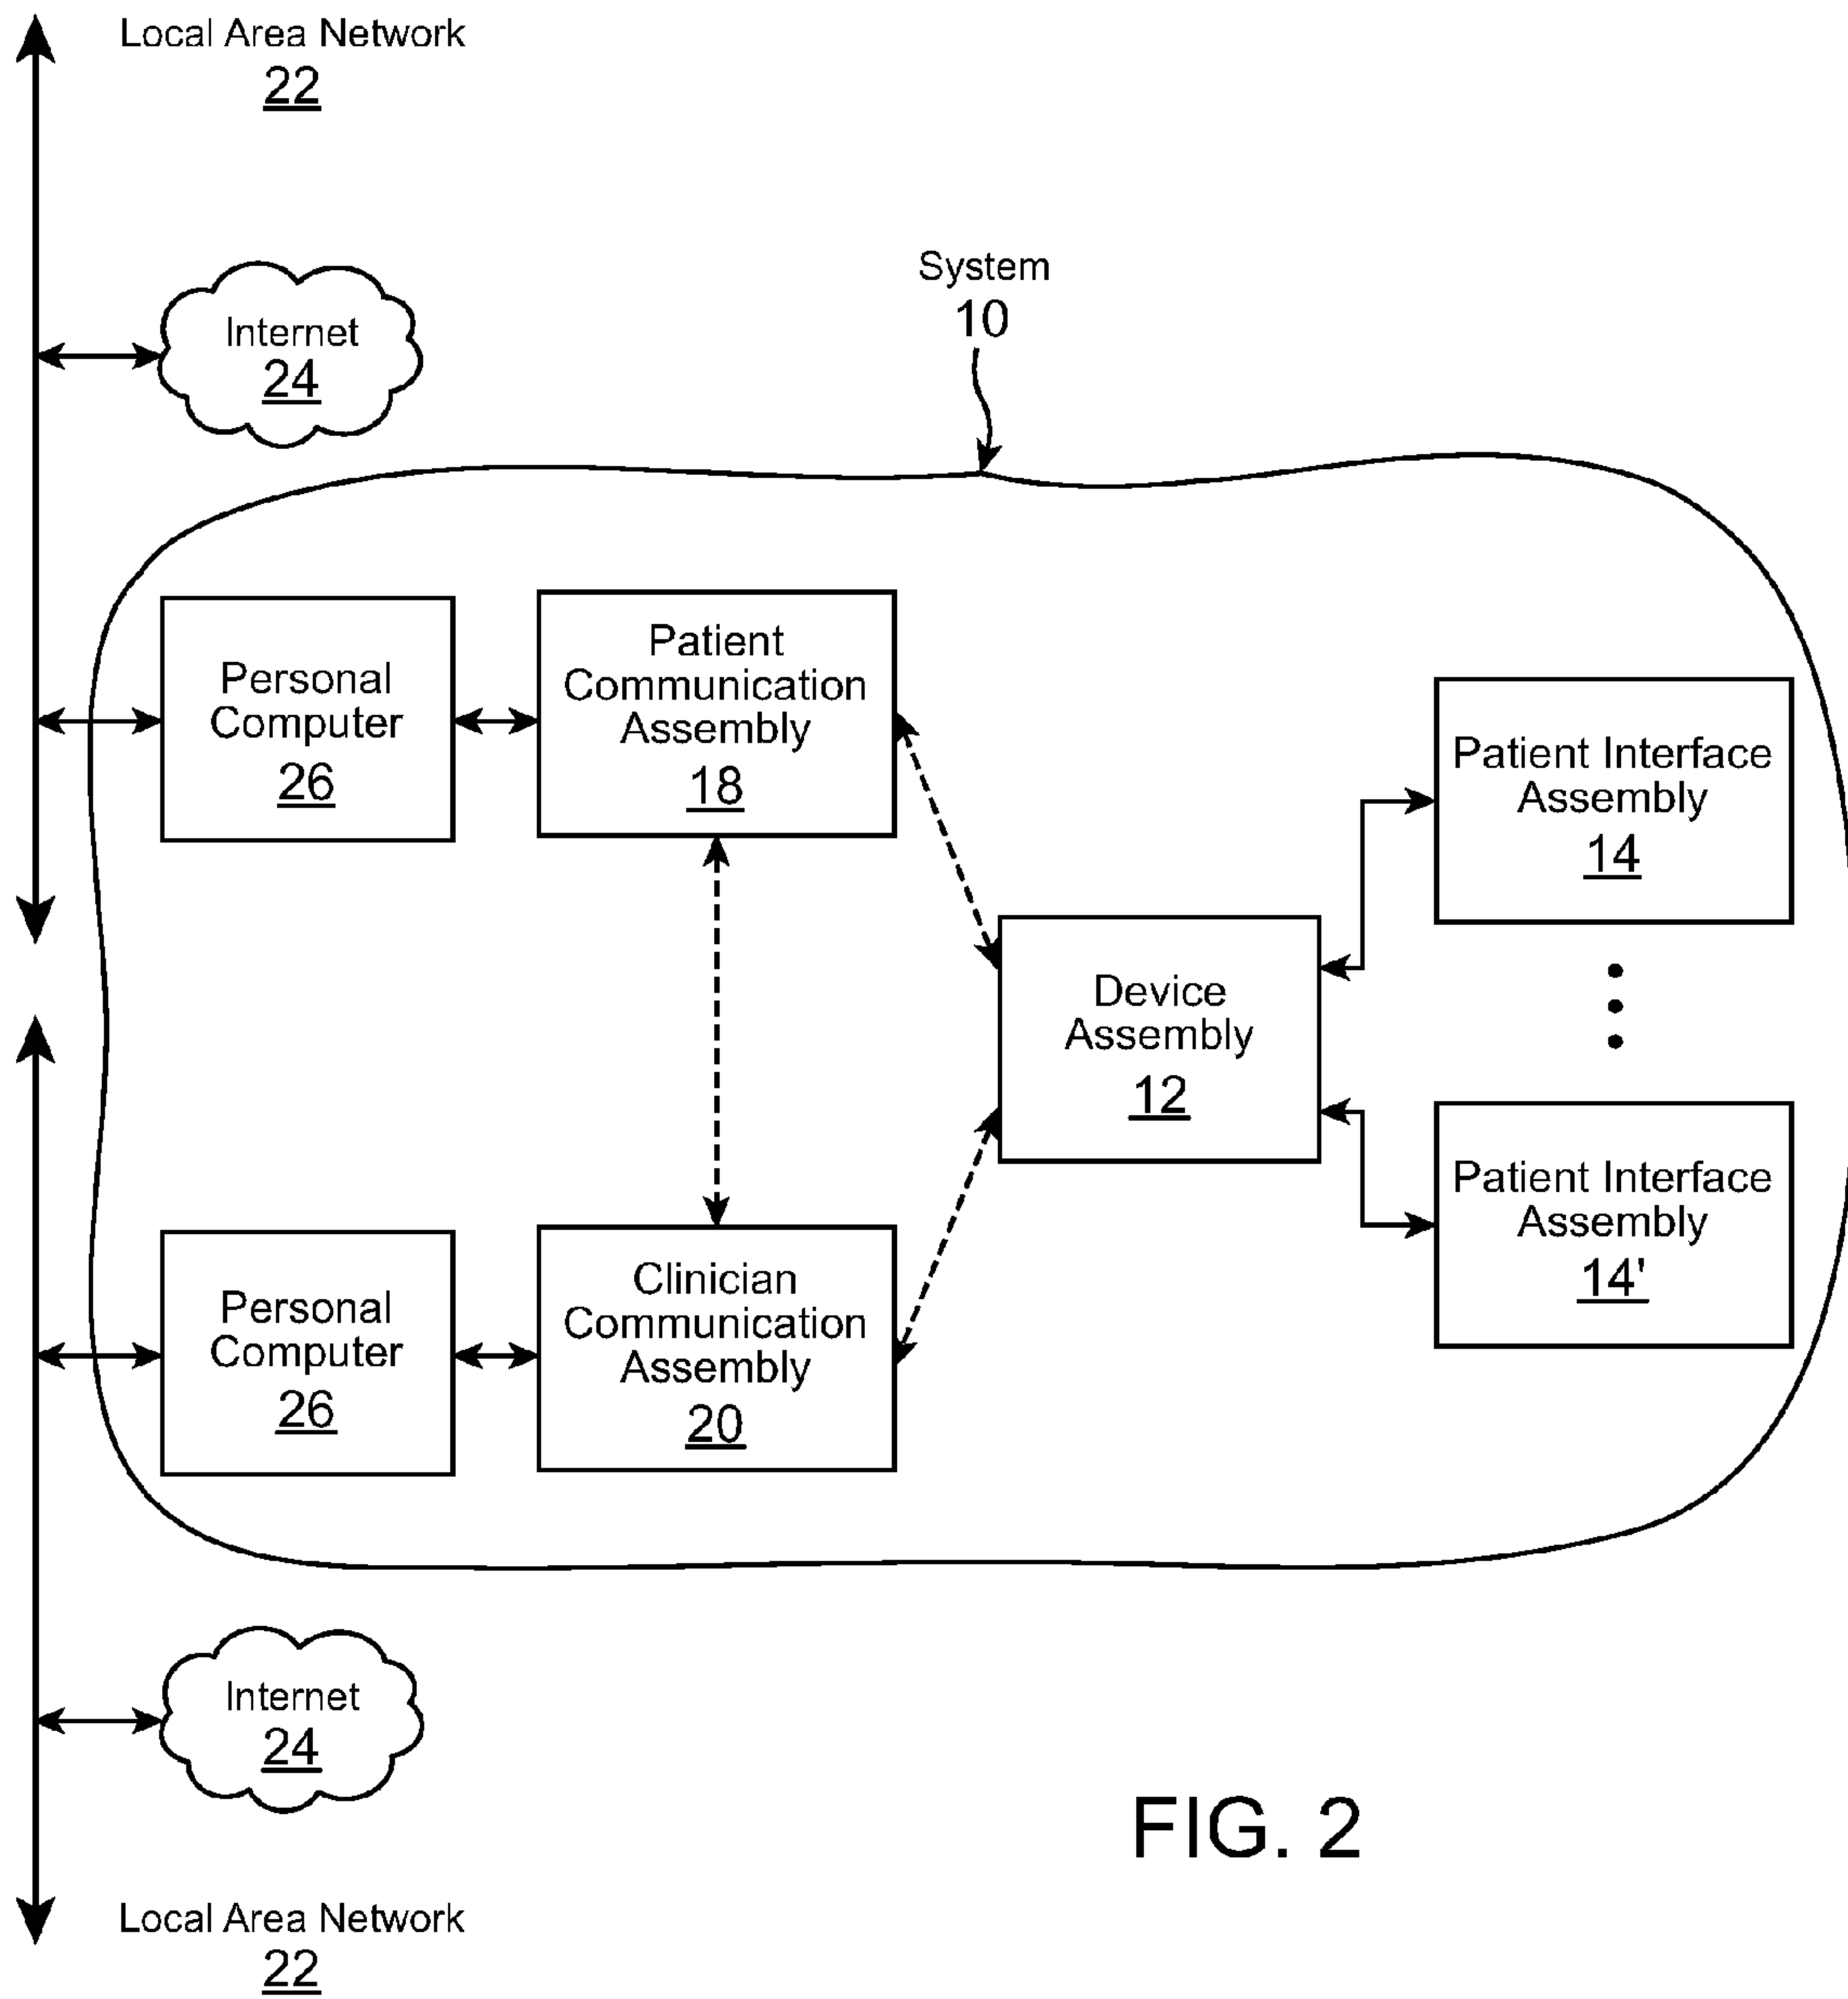 Local Area Network
22
Internet
24
System
10
Personal
Computer
26
Patient
Communication
Assembly
18
Patient Interface
Assembly
14
Device
Assembly
12
Patient Interface
Assembly
14'
Personal
Computer
26
Clinician
Communication
Assembly
20
Internet
24
FIG. 2
Local Area Network
22